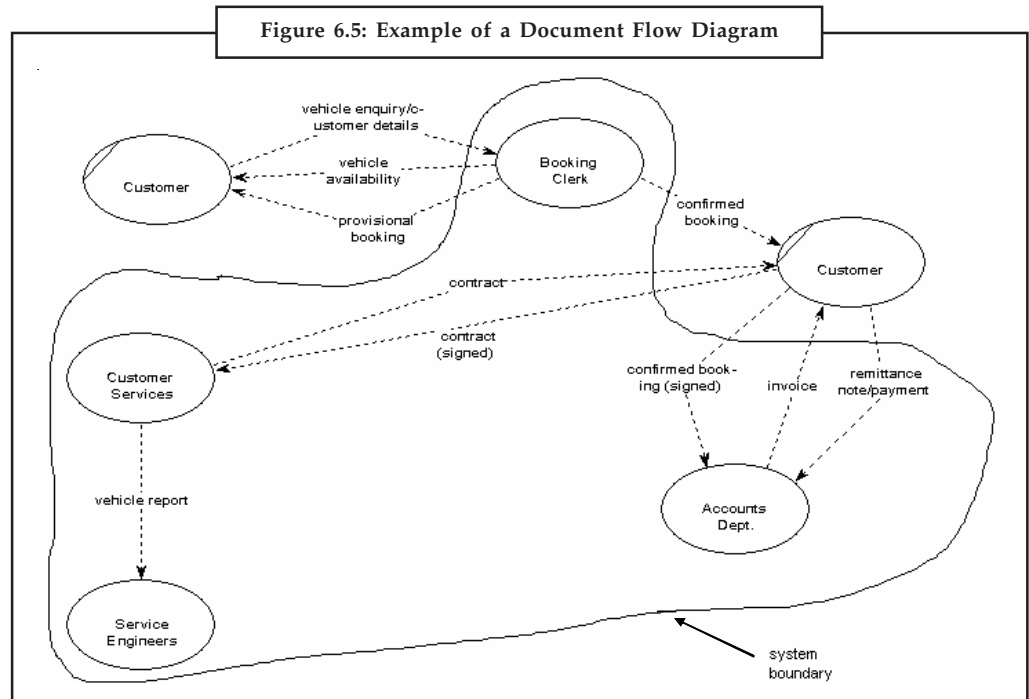 Figure 6.5: Example of a Document Flow Diagram
vehicle enquiry/c-
ustomer details
Customer
vehicle
availability
provisional
booking
Booking
Clerk
confirmed
booking
Customer
contract
contract
(signed)
Customer
Services
confirmed book-
ing (signed)
invoice
remittance
note/payment
vehicle report
Accounts
Dept.
Service
Engineers
system
boundary